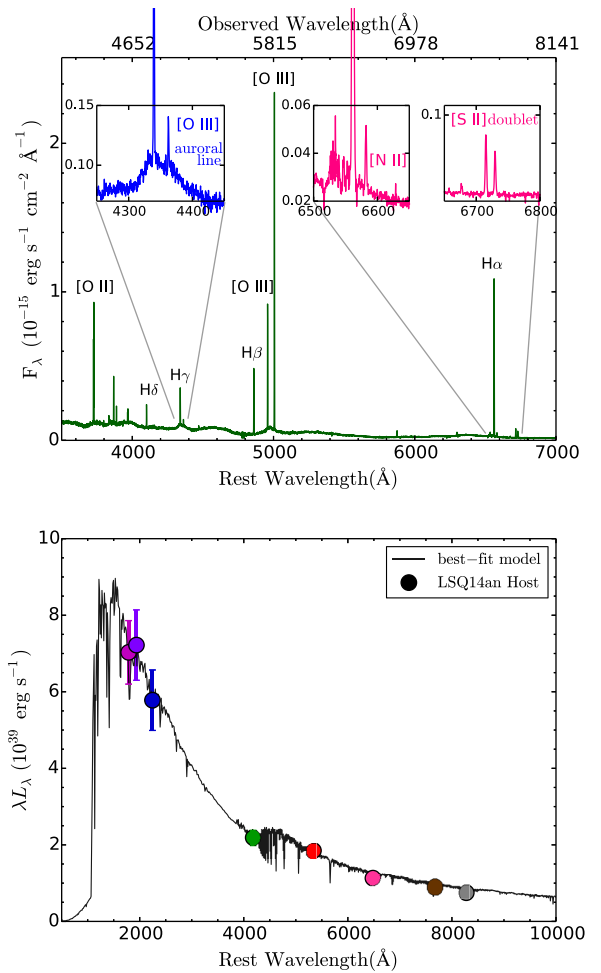 Observed Wavelength(Å)
4652 5815 6978 8141
[O III]
0.15
0.10
4300 4400
[O III]
auroral
line
0.06
0.04
0.02
6500 6600
[N II]
0.1
6700 6800
[S II]doublet
2
1
0
F_λ (10⁻¹⁵ erg s⁻¹ cm⁻² Å⁻¹)
[O II]
[O III]
Hα
Hβ
Hγ
Hδ
4000 5000 6000 7000
Rest Wavelength(Å)
10
8
6
4
2
0
λL_λ (10³⁹ erg s⁻¹)
best−fit model
LSQ14an Host
2000 4000 6000 8000 10000
Rest Wavelength(Å)